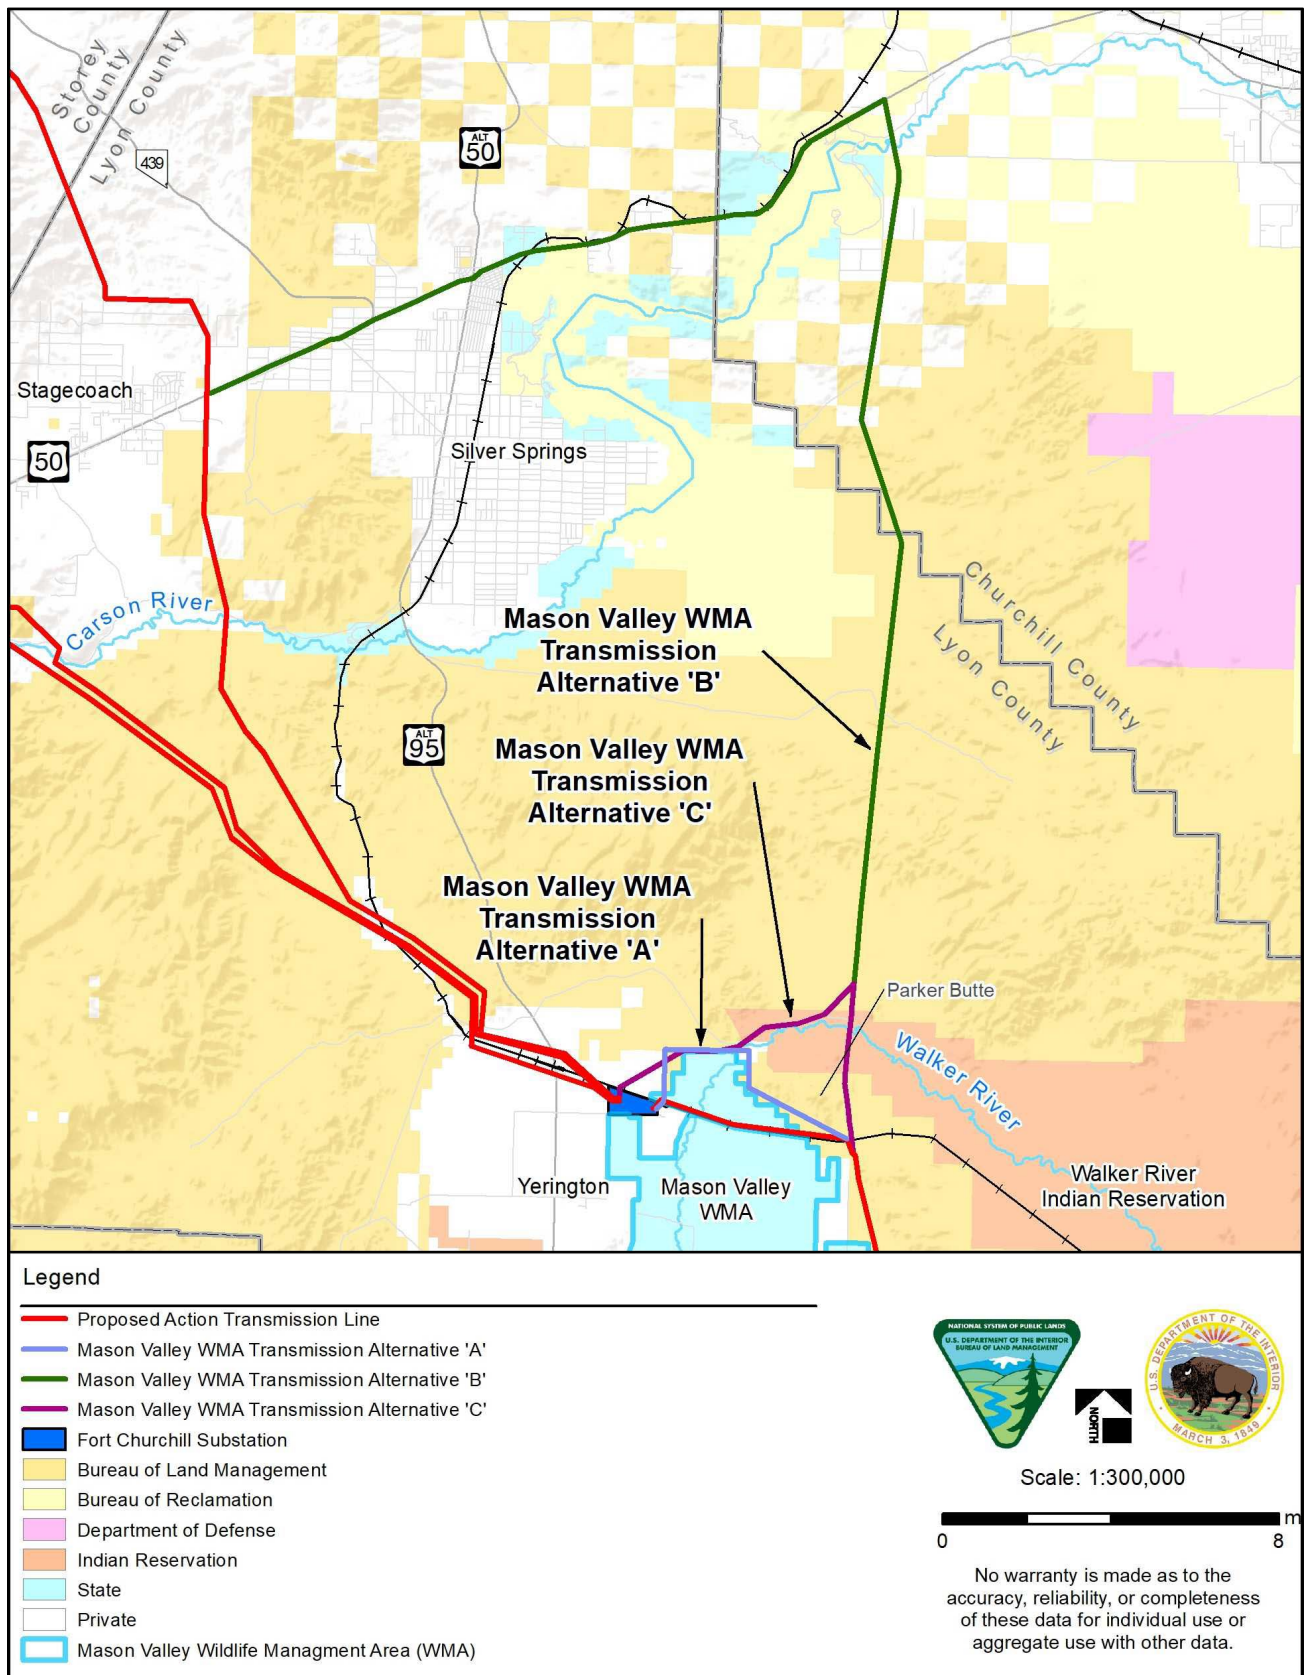 Storey
County
Lyon County
439
ALT
50
Stagecoach
50
Silver Springs
Carson River
Mason Valley WMA
Transmission
Alternative 'B'
Churchill County
Lyon County
ALT
95
Mason Valley WMA
Transmission
Alternative 'C'
Mason Valley WMA
Transmission
Alternative 'A'
Parker Butte
Walker River
Yerington
Mason Valley
WMA
Walker River
Indian Reservation
Legend
Proposed Action Transmission Line
Mason Valley WMA Transmission Alternative 'A'
Mason Valley WMA Transmission Alternative 'B'
Mason Valley WMA Transmission Alternative 'C'
Fort Churchill Substation
Bureau of Land Management
Bureau of Reclamation
Department of Defense
Indian Reservation
State
Private
Mason Valley Wildlife Managment Area (WMA)
NATIONAL SYSTEM OF PUBLIC LANDS
U.S. DEPARTMENT OF THE INTERIOR
BUREAU OF LAND MANAGEMENT
NORTH
U.S. DEPARTMENT OF THE INTERIOR
MARCH 3, 1849
Scale: 1:300,000
m
0 8
No warranty is made as to the
accuracy, reliability, or completeness
of these data for individual use or
aggregate use with other data.